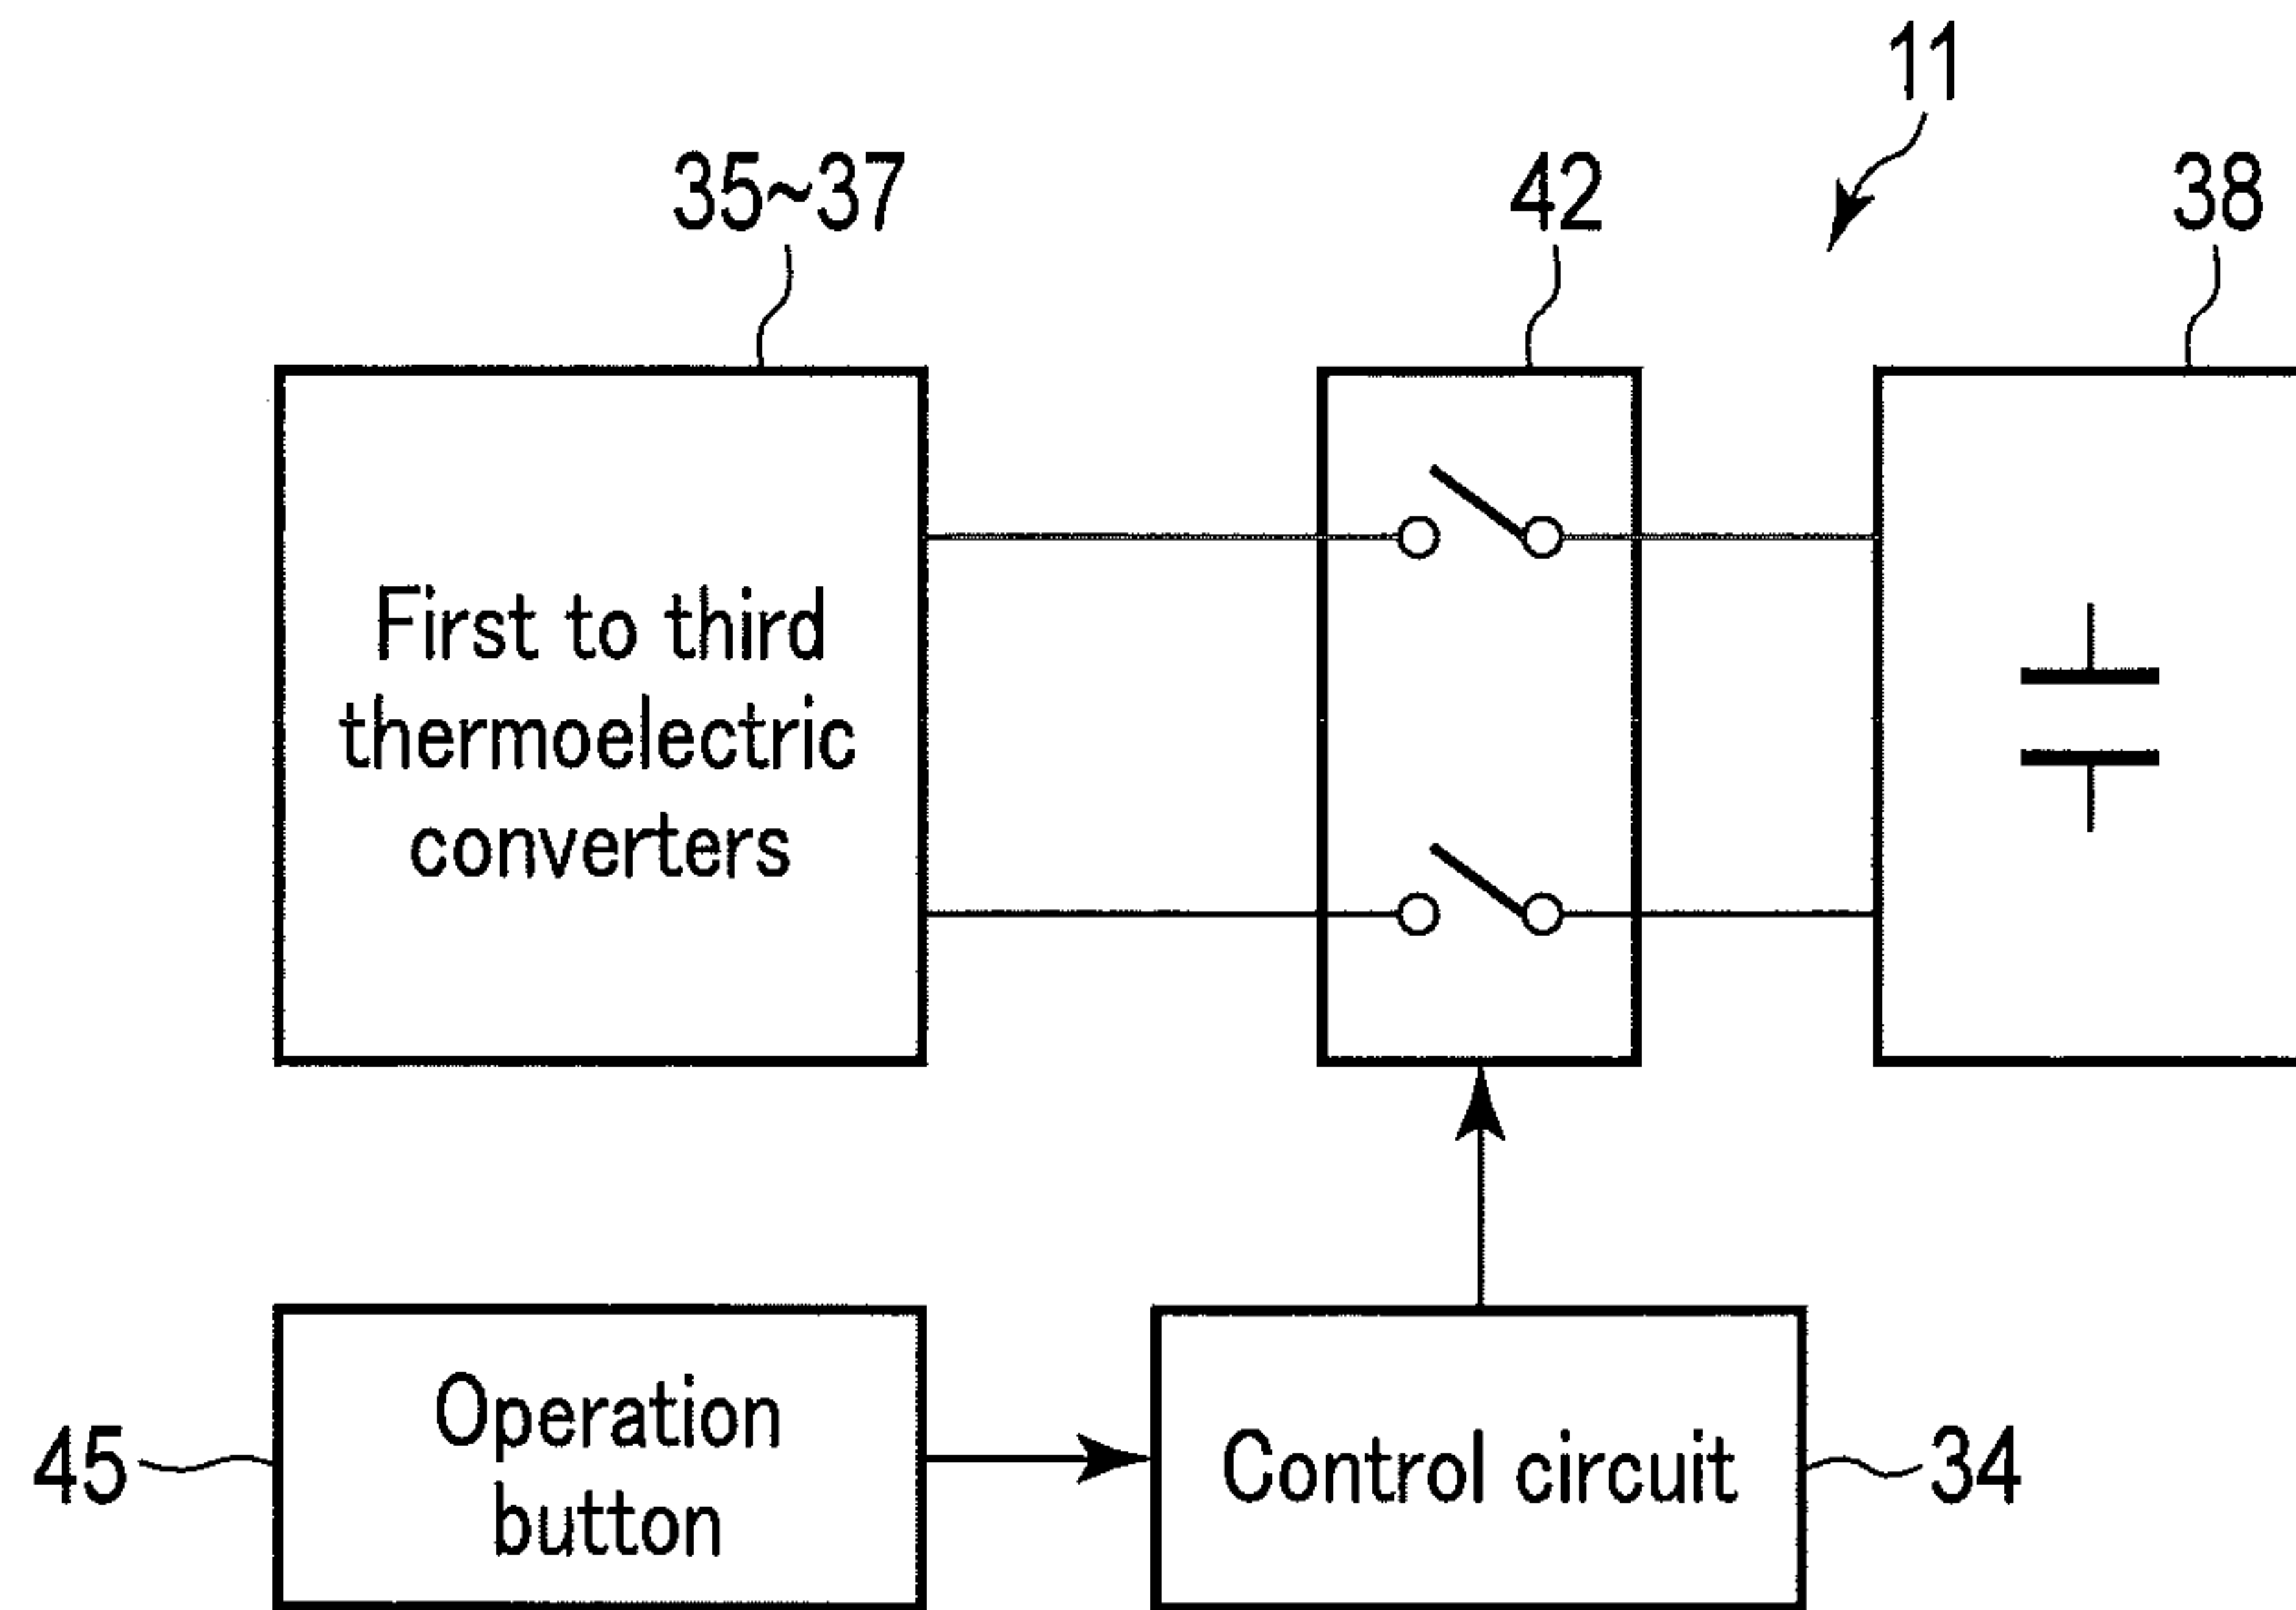 11
35~37
42
38
First to third
thermoelectric
converters
Operation
button
45
Control circuit
34